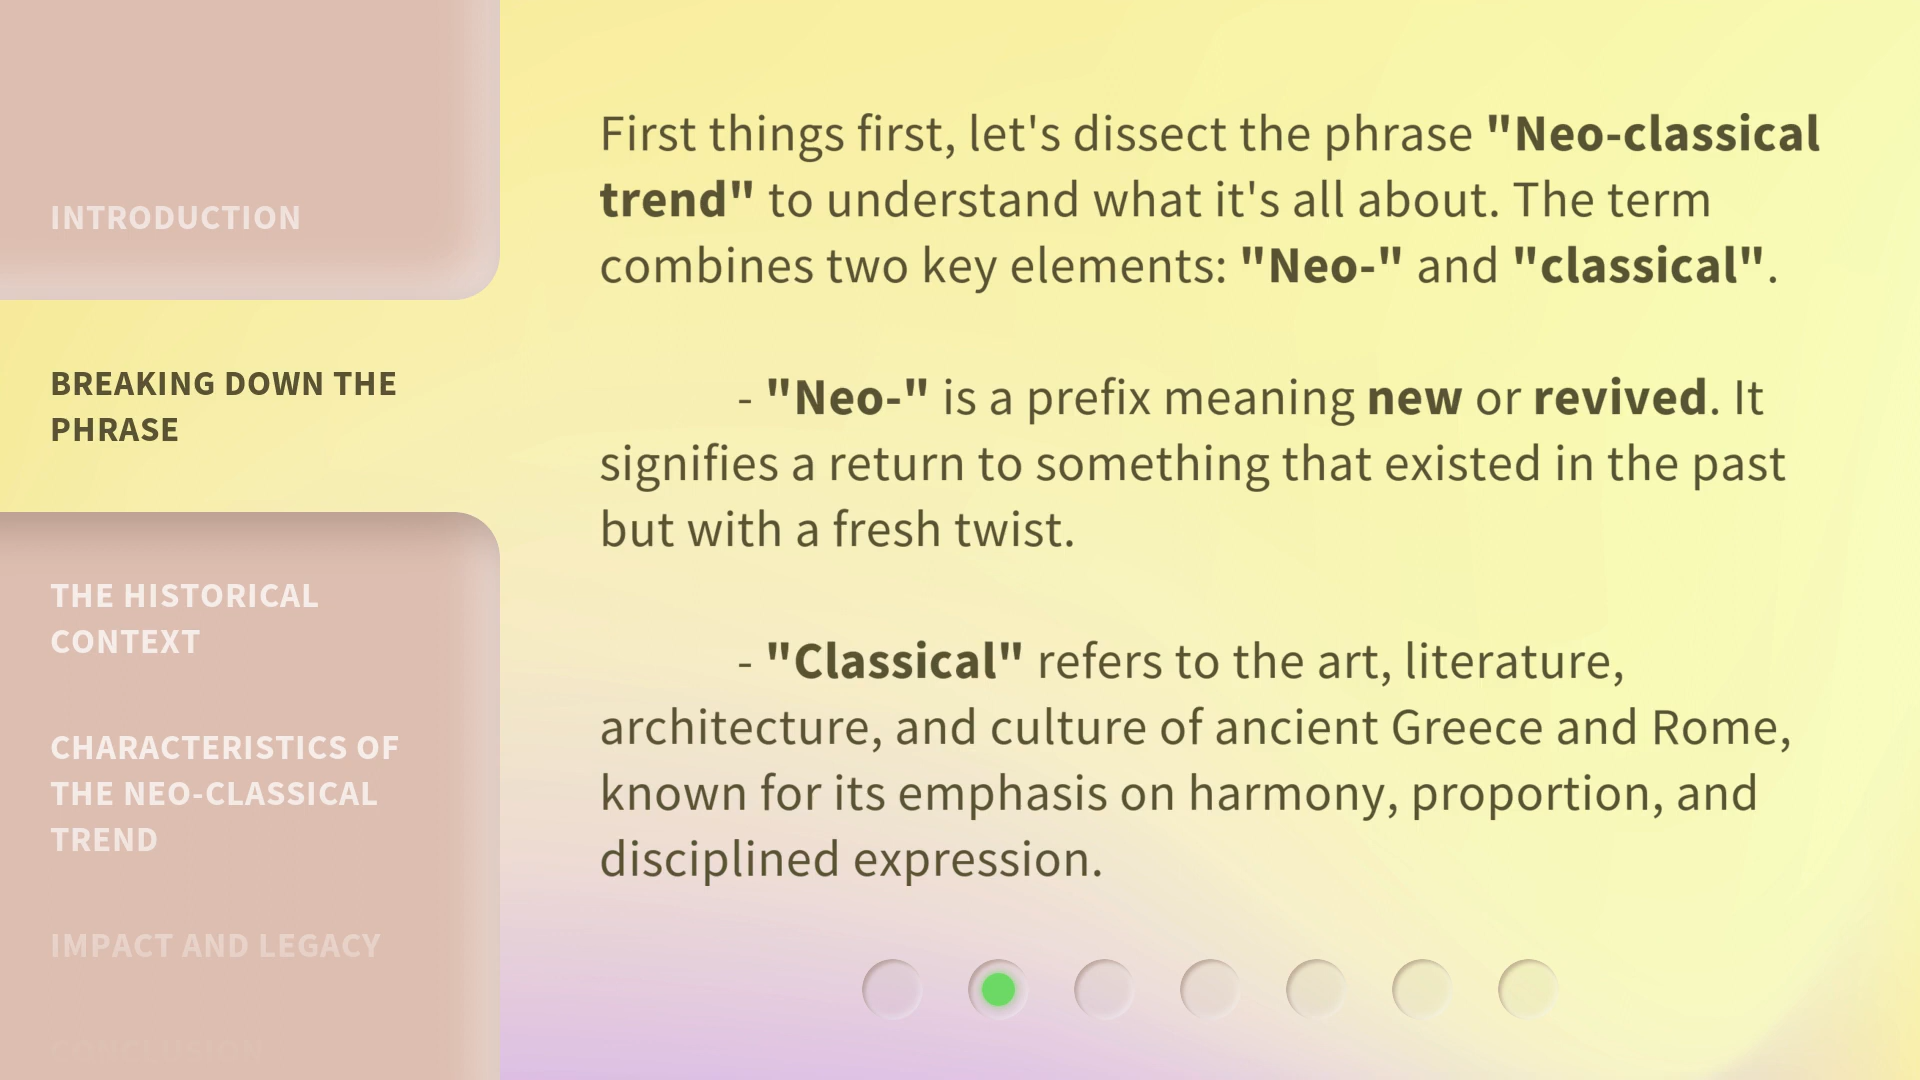 INTRODUCTION
BREAKING DOWN THE
PHRASE
THE HISTORICAL
CONTEXT
CHARACTERISTICS OF
THE NEO-CLASSICAL
TREND
IMPACT AND LEGACY
CONCLUSION
First things first, let's dissect the phrase "Neo-classical
trend" to understand what it's all about. The term
combines two key elements: "Neo-" and "classical".
- "Neo-" is a prefix meaning new or revived. It
signifies a return to something that existed in the past
but with a fresh twist.
- "Classical" refers to the art, literature,
architecture, and culture of ancient Greece and Rome,
known for its emphasis on harmony, proportion, and
disciplined expression.